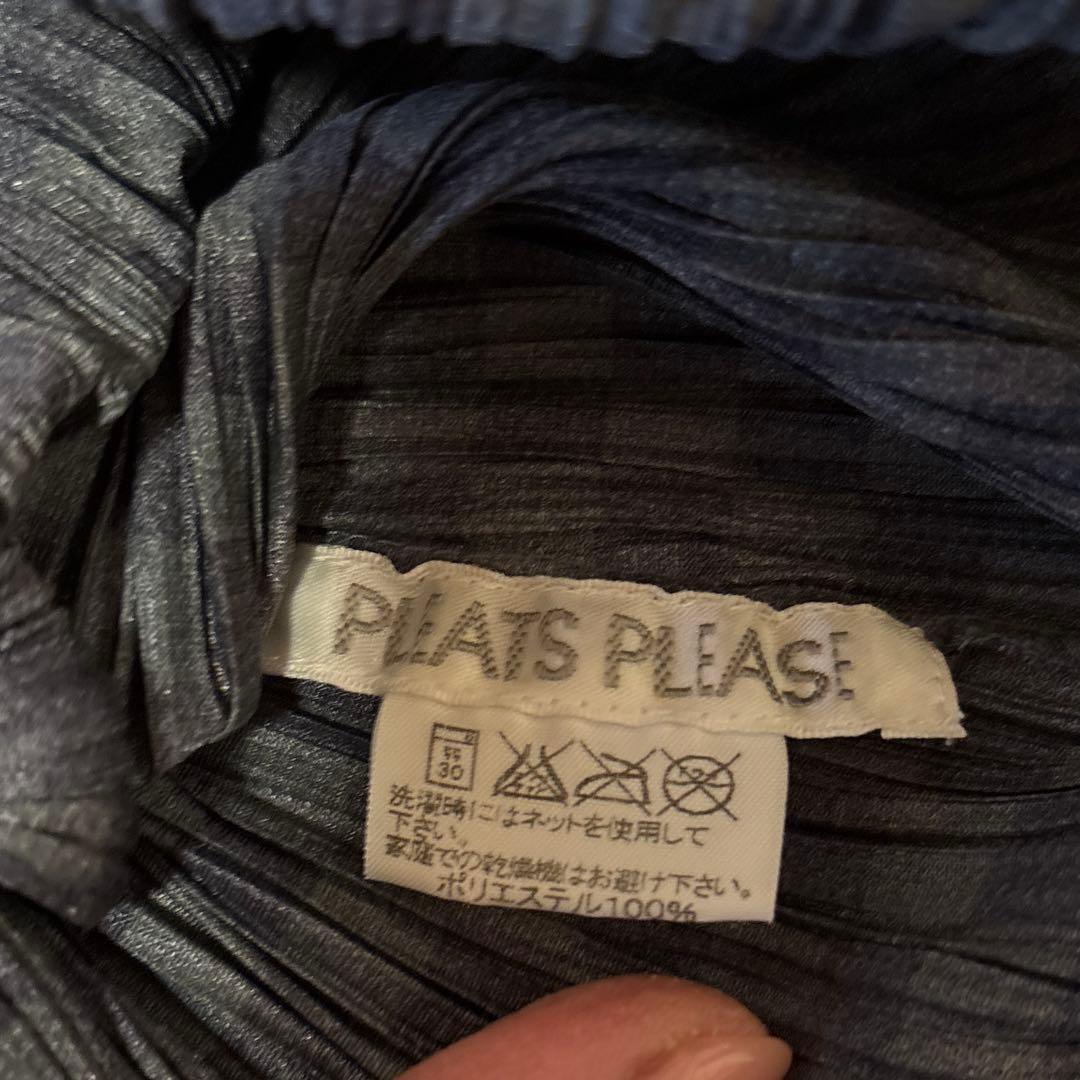 PLEATS PLEASE
弱
30
洗濯時にはネットを使用して
下さい。
家庭での乾燥機はお避け下さい。
ポリエステル100%